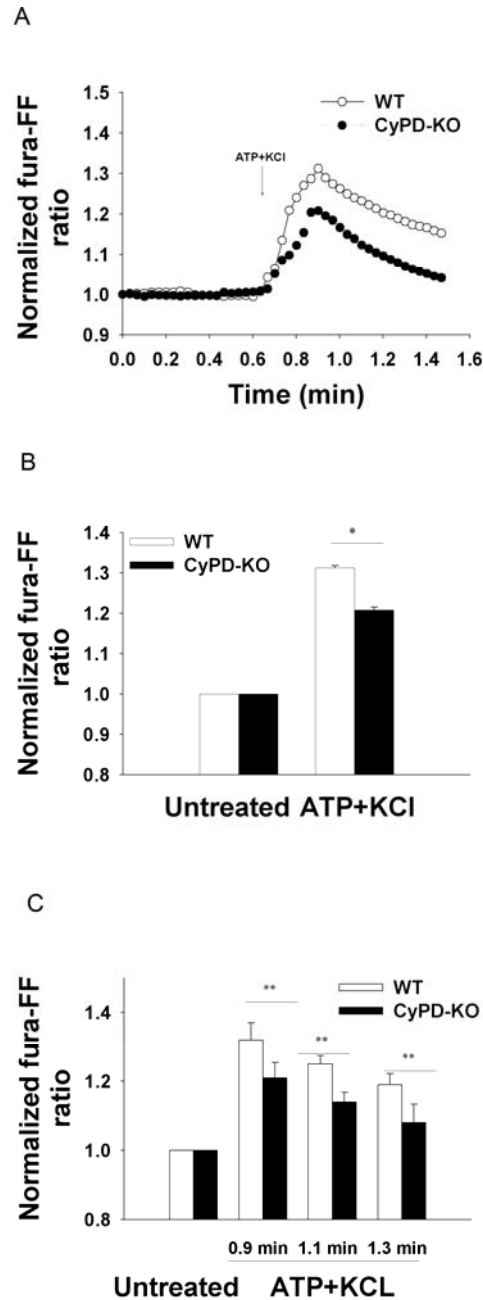 A
Normalized fura-FF
ratio
1.5
1.4
1.3
1.2
1.1
1.0
0.9
WT
CyPD-KO
ATP+KCl
0.0 0.2 0.4 0.6 0.8 1.0 1.2 1.4 1.6
Time (min)
B
Normalized fura-FF
ratio
1.4
1.3
1.2
1.0
0.8
WT
CyPD-KO
*
Untreated ATP+KCl
C
Normalized fura-FF
ratio
1.4
1.2
1.0
0.8
WT
CyPD-KO
**
**
**
0.9 min 1.1 min 1.3 min
Untreated ATP+KCL